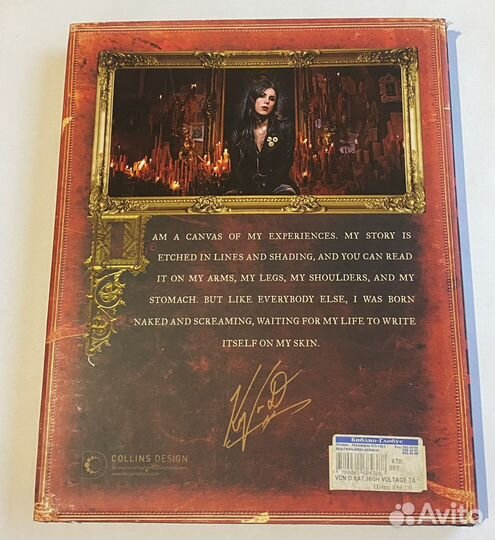 I AM A CANVAS OF MY EXPERIENCES. MY STORY IS
ETCHED IN LINES AND SHADING, AND YOU CAN READ
IT ON MY ARMS, MY LEGS, MY SHOULDERS, AND MY
STOMACH. BUT LIKE EVERYBODY ELSE, I WAS BORN
NAKED AND SCREAMING, WAITING FOR MY LIFE TO WRITE
ITSELF ON MY SKIN.
COLLINS DESIGN
Библио-Глобус
VON D KAT:HIGH VOLTAGE TA
Цена:
Avito